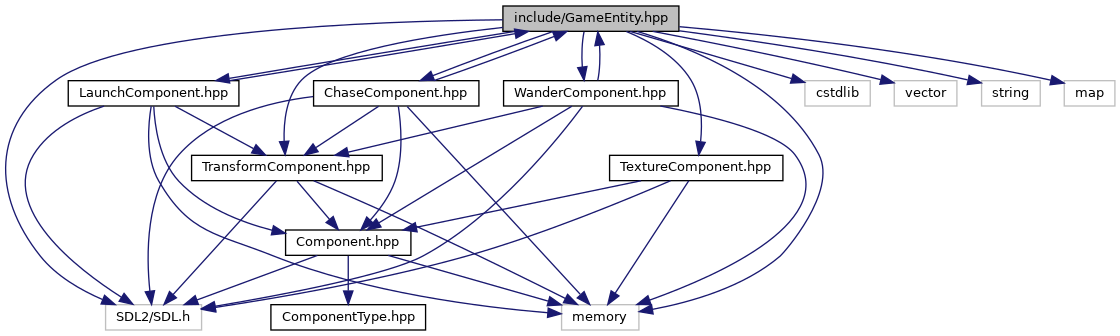 include/GameEntity.hpp
LaunchComponent.hpp
ChaseComponent.hpp
WanderComponent.hpp
cstdlib
vector
string
map
TransformComponent.hpp
TextureComponent.hpp
Component.hpp
SDL2/SDL.h
ComponentType.hpp
memory